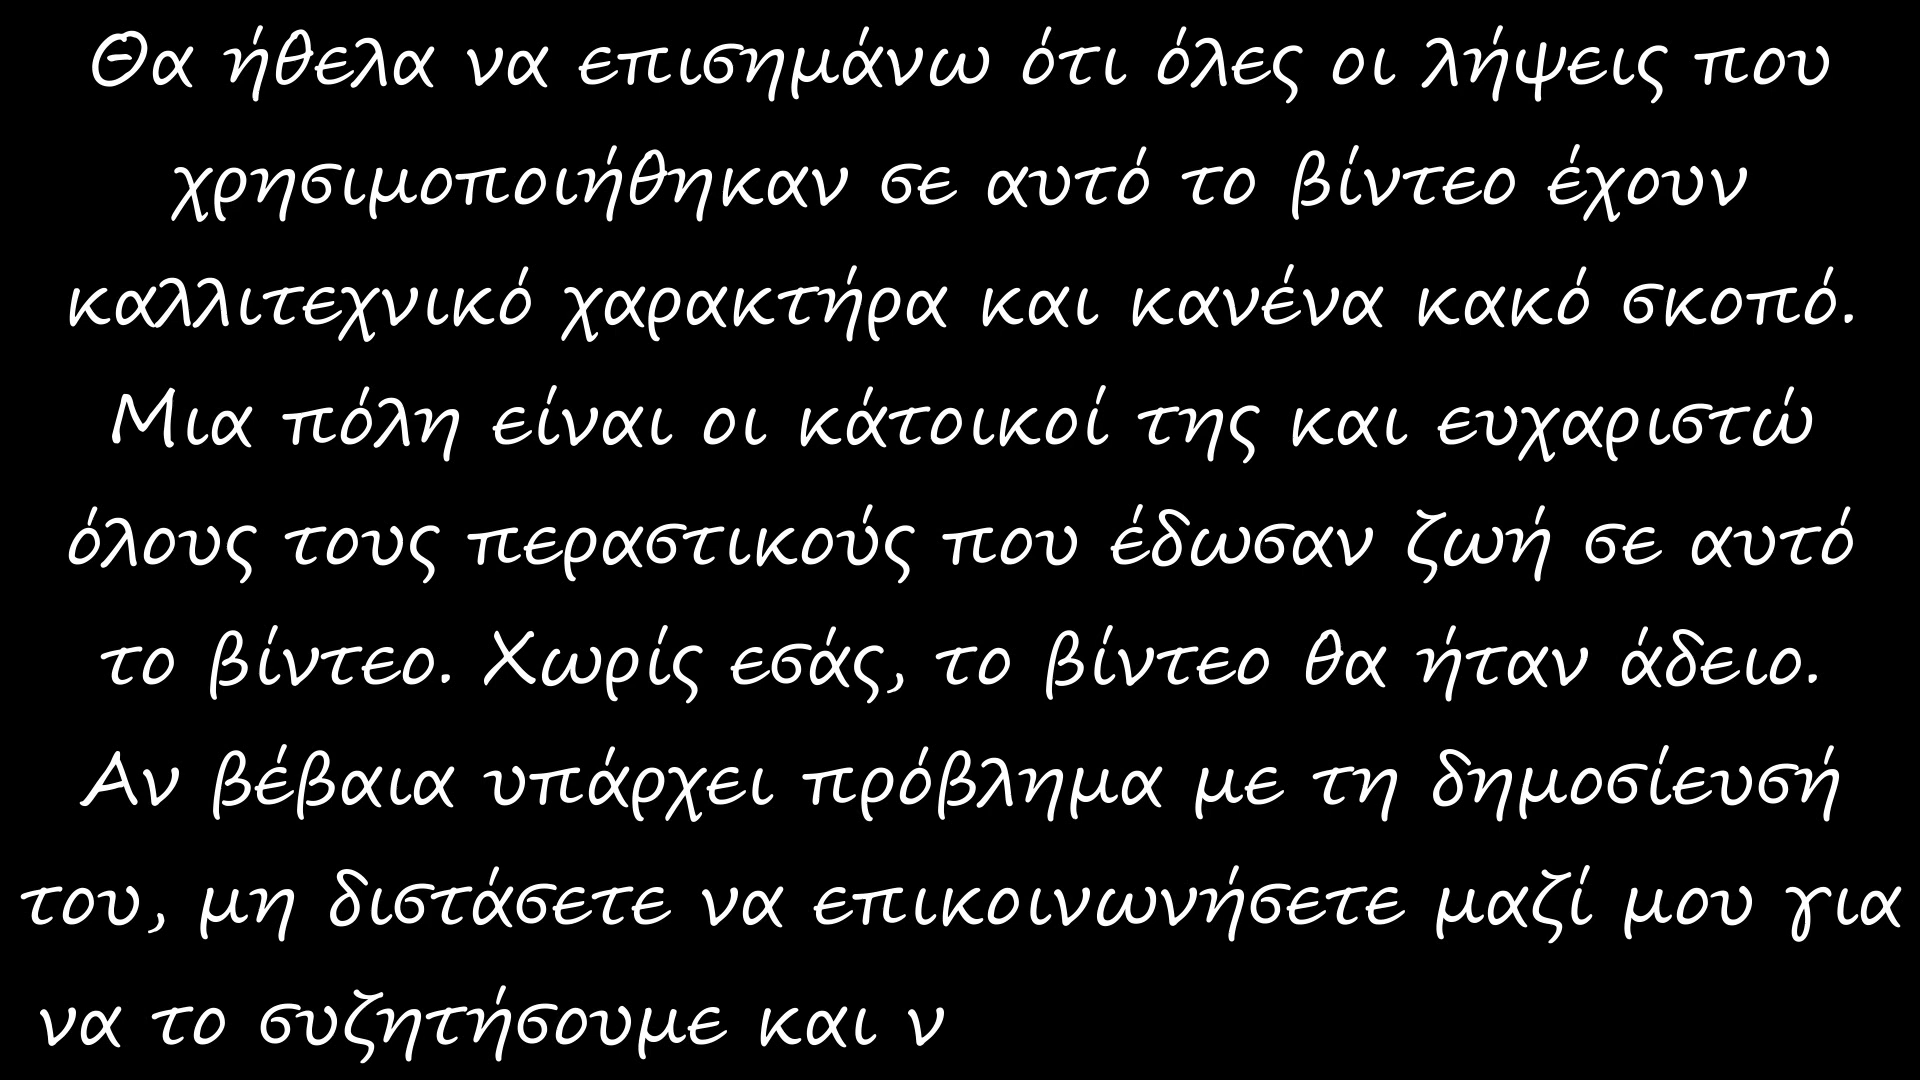 Θα ήθελα να επισημάνω ότι όλες οι λήψεις που
χρησιμοποιήθηκαν σε αυτό το βίντεο έχουν
καλλιτεχνικό χαρακτήρα και κανένα κακό σκοπό.
Μια πόλη είναι οι κάτοικοί της και ευχαριστώ
όλους τους περαστικούς που έδωσαν ζωή σε αυτό
το βίντεο. Χωρίς εσάς, το βίντεο θα ήταν άδειο.
Αν βέβαια υπάρχει πρόβλημα με τη δημοσίευσή
του, μη διστάσετε να επικοινωνήσετε μαζί μου για
να το συζητήσουμε και ν